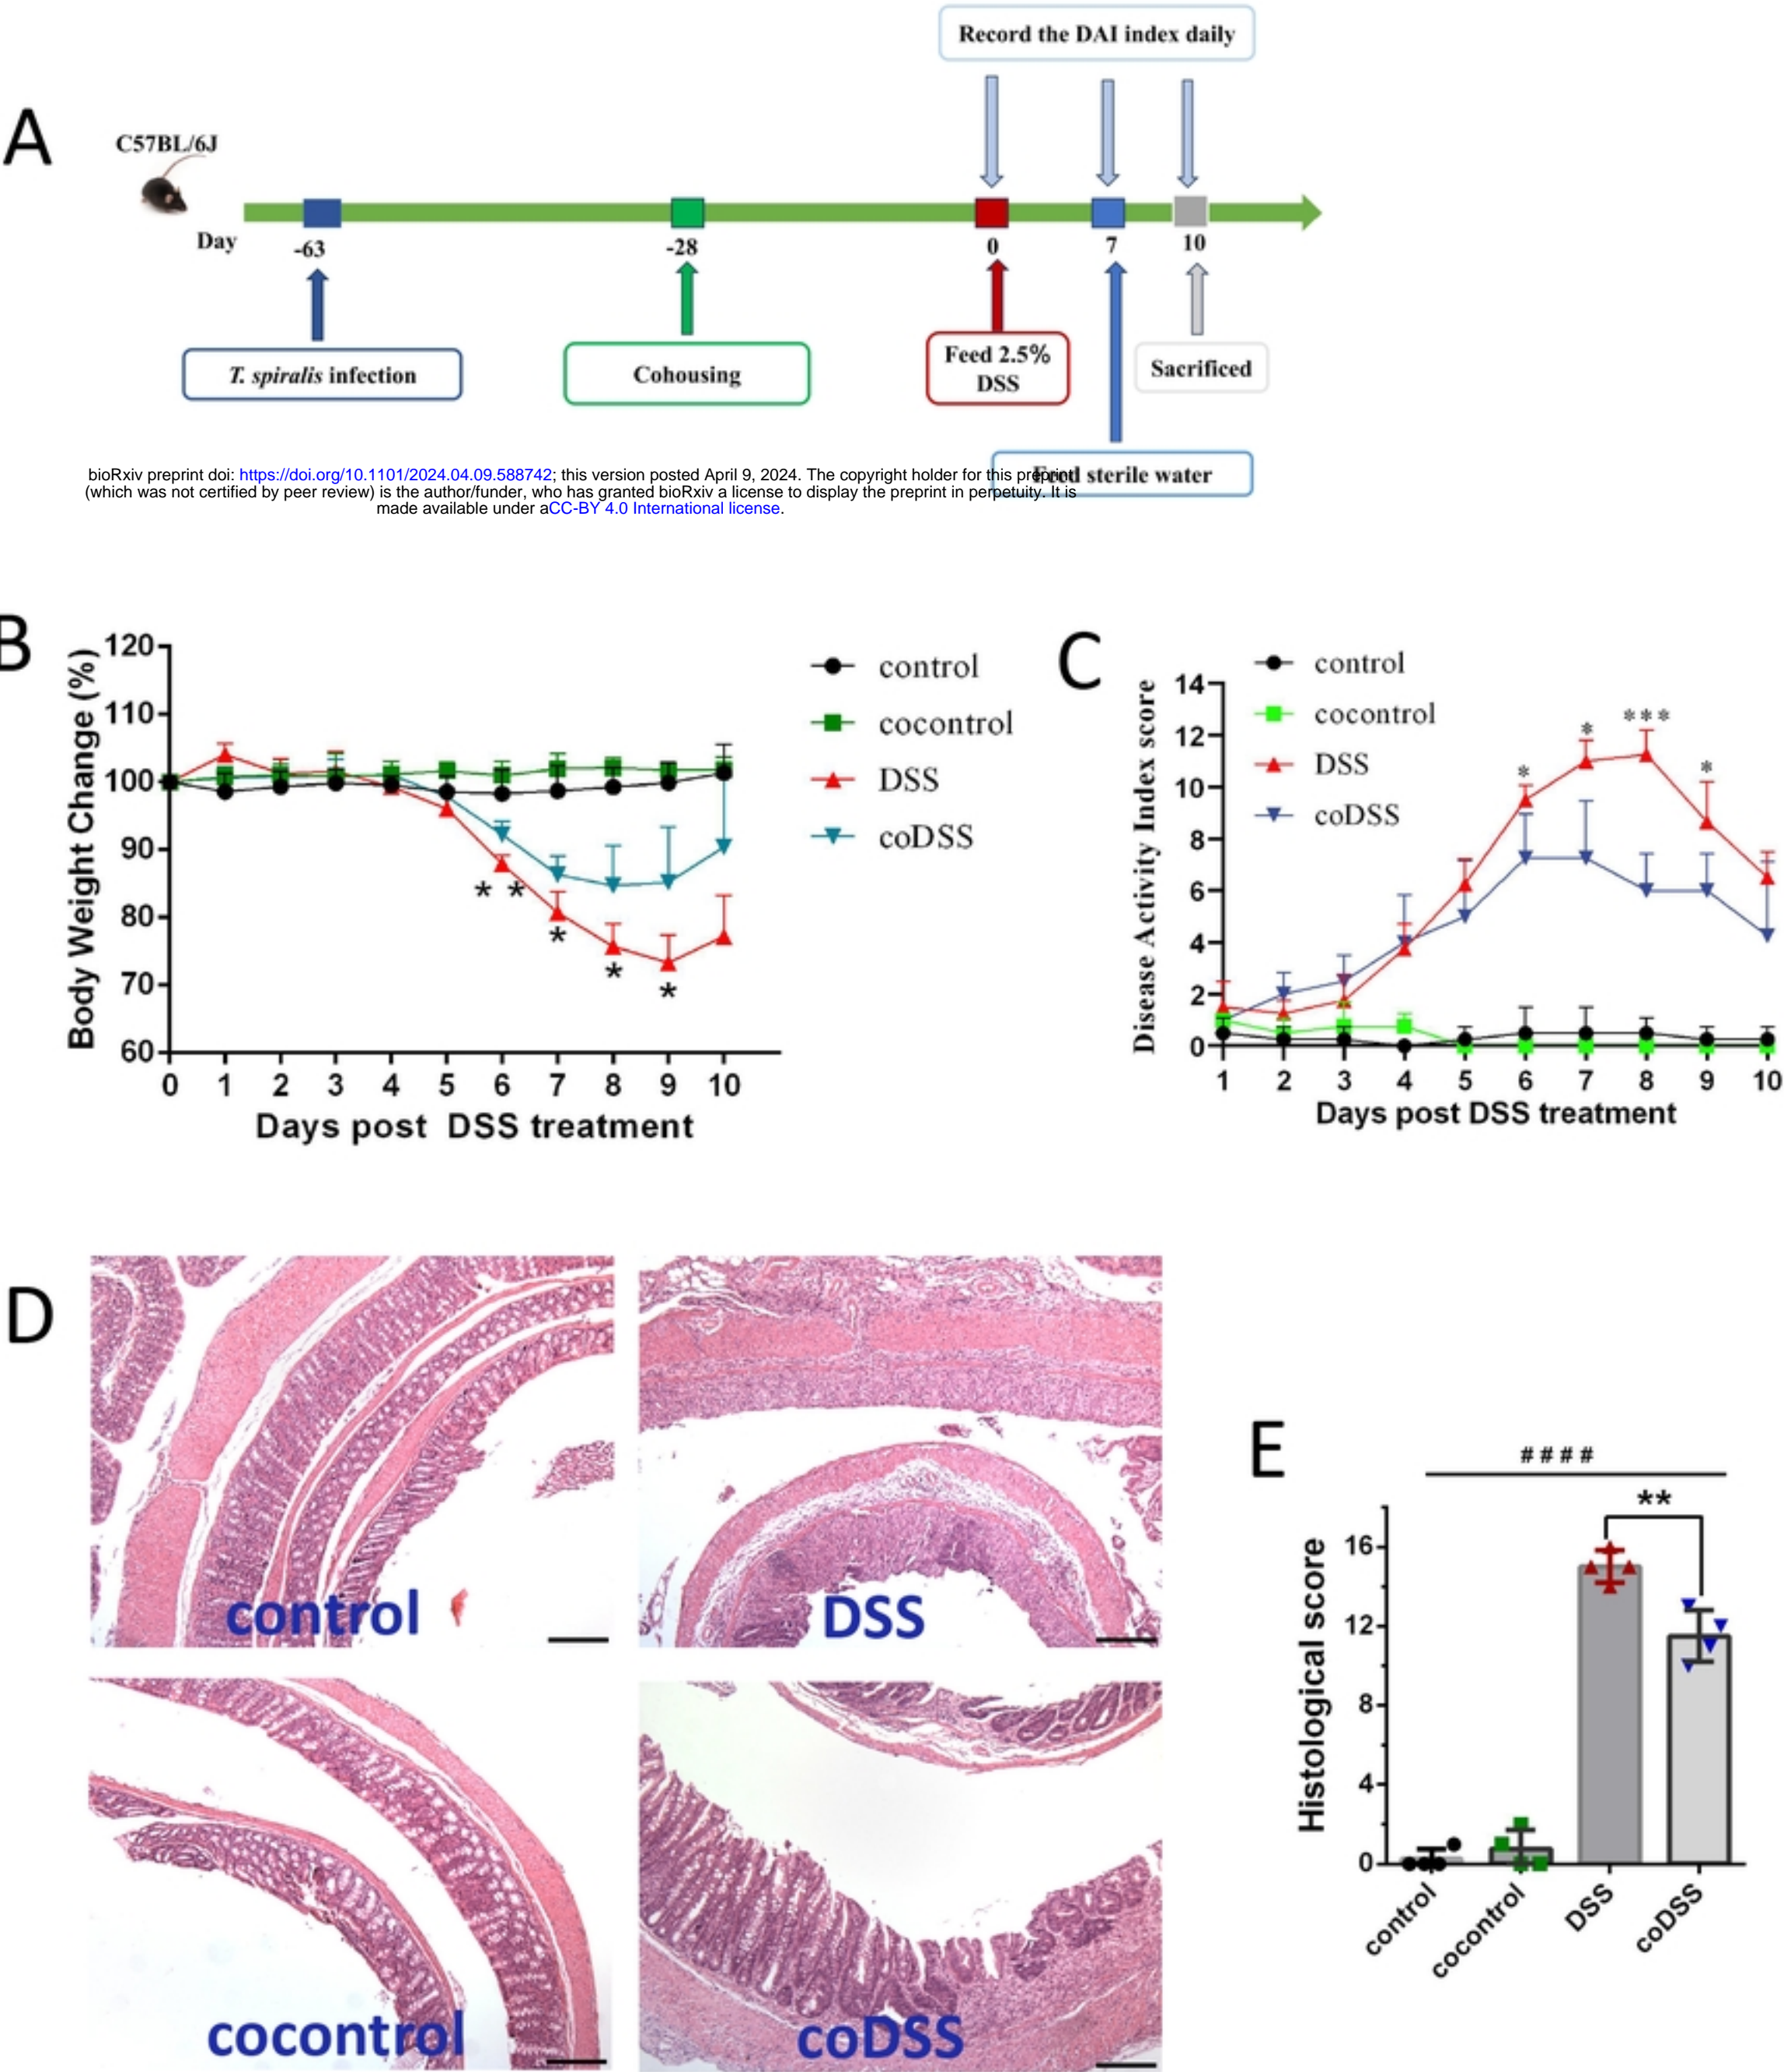 Record the DAI index daily
A
C57BL/6J
Day
-63
-28
0
7
10
T. spiralis infection
Cohousing
Feed 2.5%
DSS
Sacrificed
Feed sterile water
bioRxiv preprint doi: https://doi.org/10.1101/2024.04.09.588742; this version posted April 9, 2024. The copyright holder for this preprint
(which was not certified by peer review) is the author/funder, who has granted bioRxiv a license to display the preprint in perpetuity. It is
made available under aCC-BY 4.0 International license.
B
Body Weight Change (%)
120
110
100
90
80
70
60
* *
*
*
*
0 1 2 3 4 5 6 7 8 9 10
Days post DSS treatment
control
cocontrol
DSS
coDSS
C
Disease Activity Index score
14
12
10
8
6
4
2
0
control
cocontrol
DSS
coDSS
*
*
***
*
1 2 3 4 5 6 7 8 9 10
Days post DSS treatment
D
control
DSS
cocontrol
coDSS
E
####
**
Histological score
16
12
8
4
0
control
cocontrol
DSS
coDSS